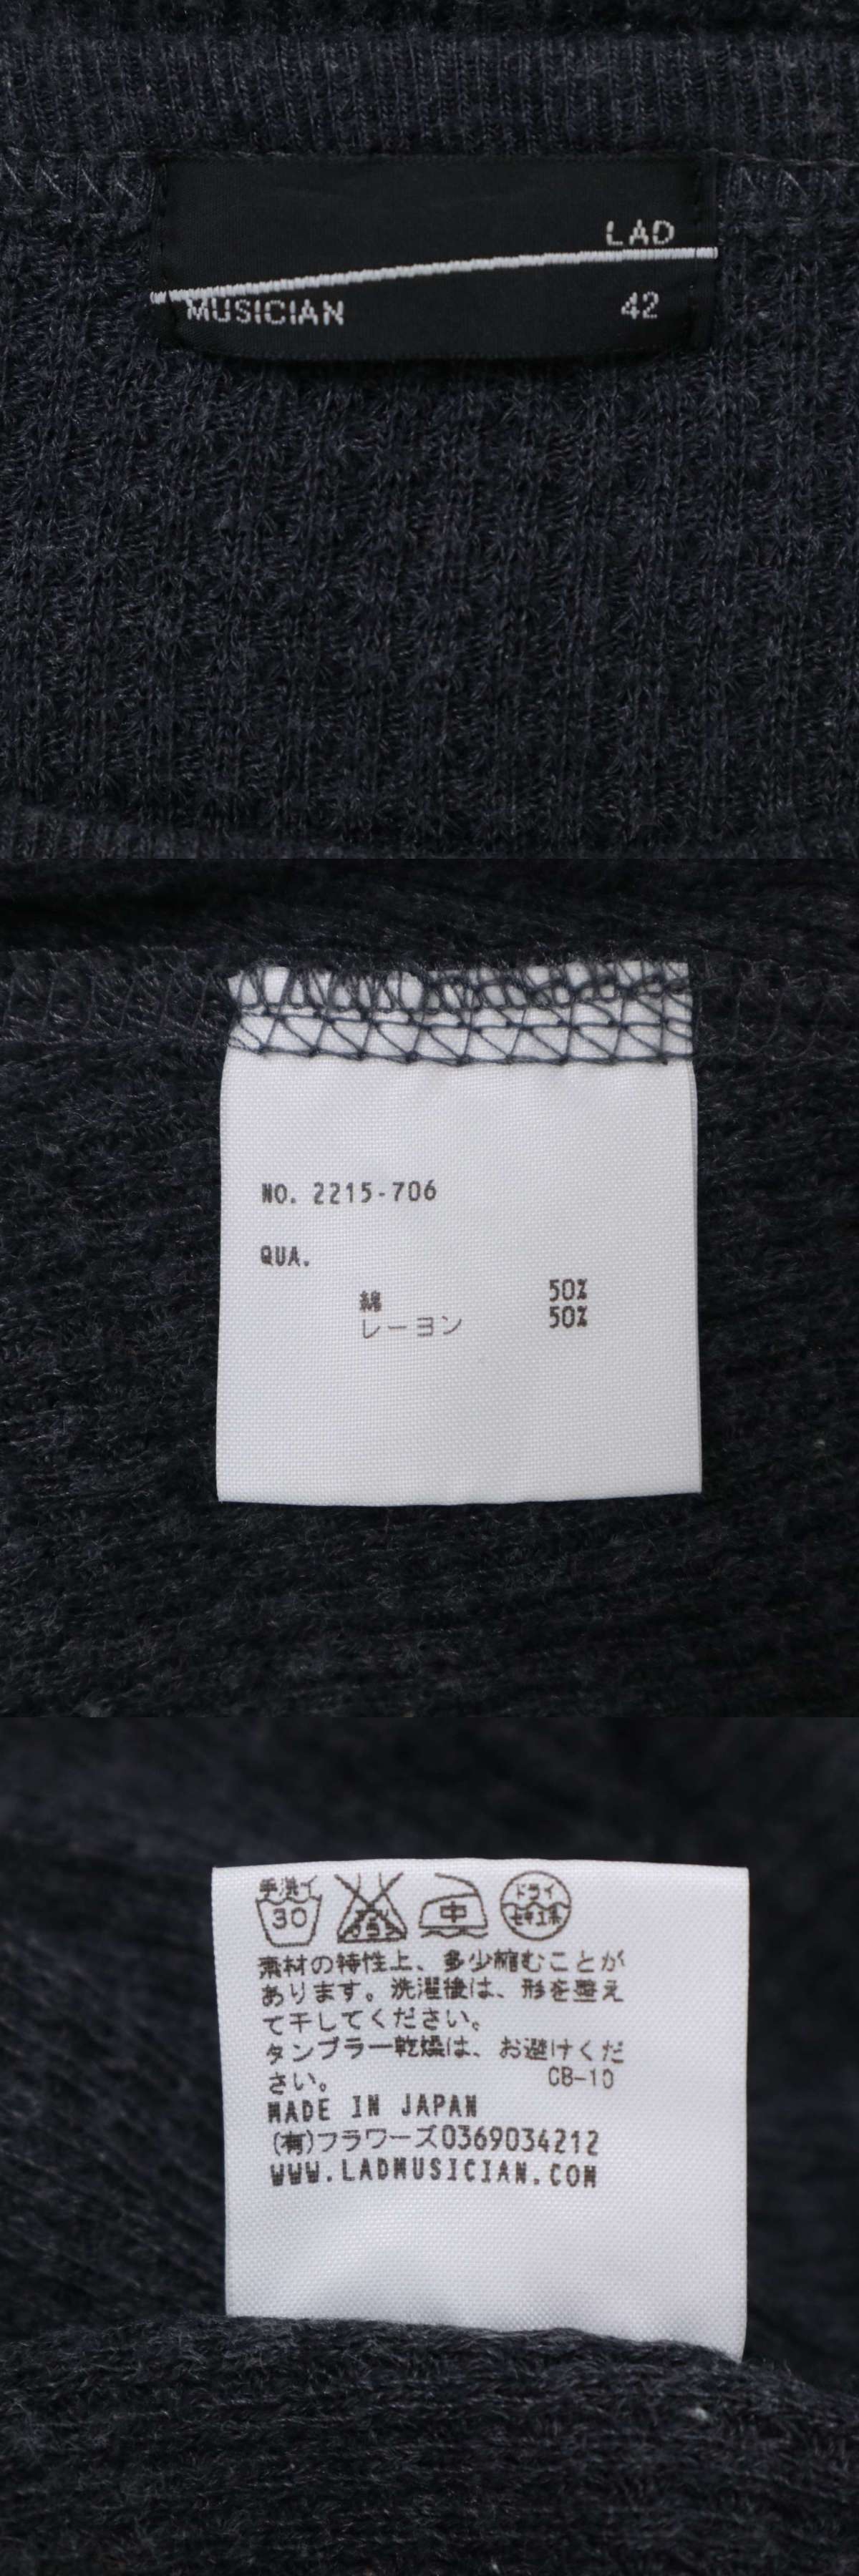 LAD
MUSICIAN 42
NO. 2215-706
QUA.
綿 50%
レーヨン 50%
手洗イ
30
中
ドライ
セキユ系
素材の特性上、多少縮むことが
あります。洗濯後は、形を整え
て干してください。
タンブラー乾燥は、お避けくだ
さい。 CB-10
MADE IN JAPAN
(有)フラワーズ0369034212
WWW.LADMUSICIAN.COM